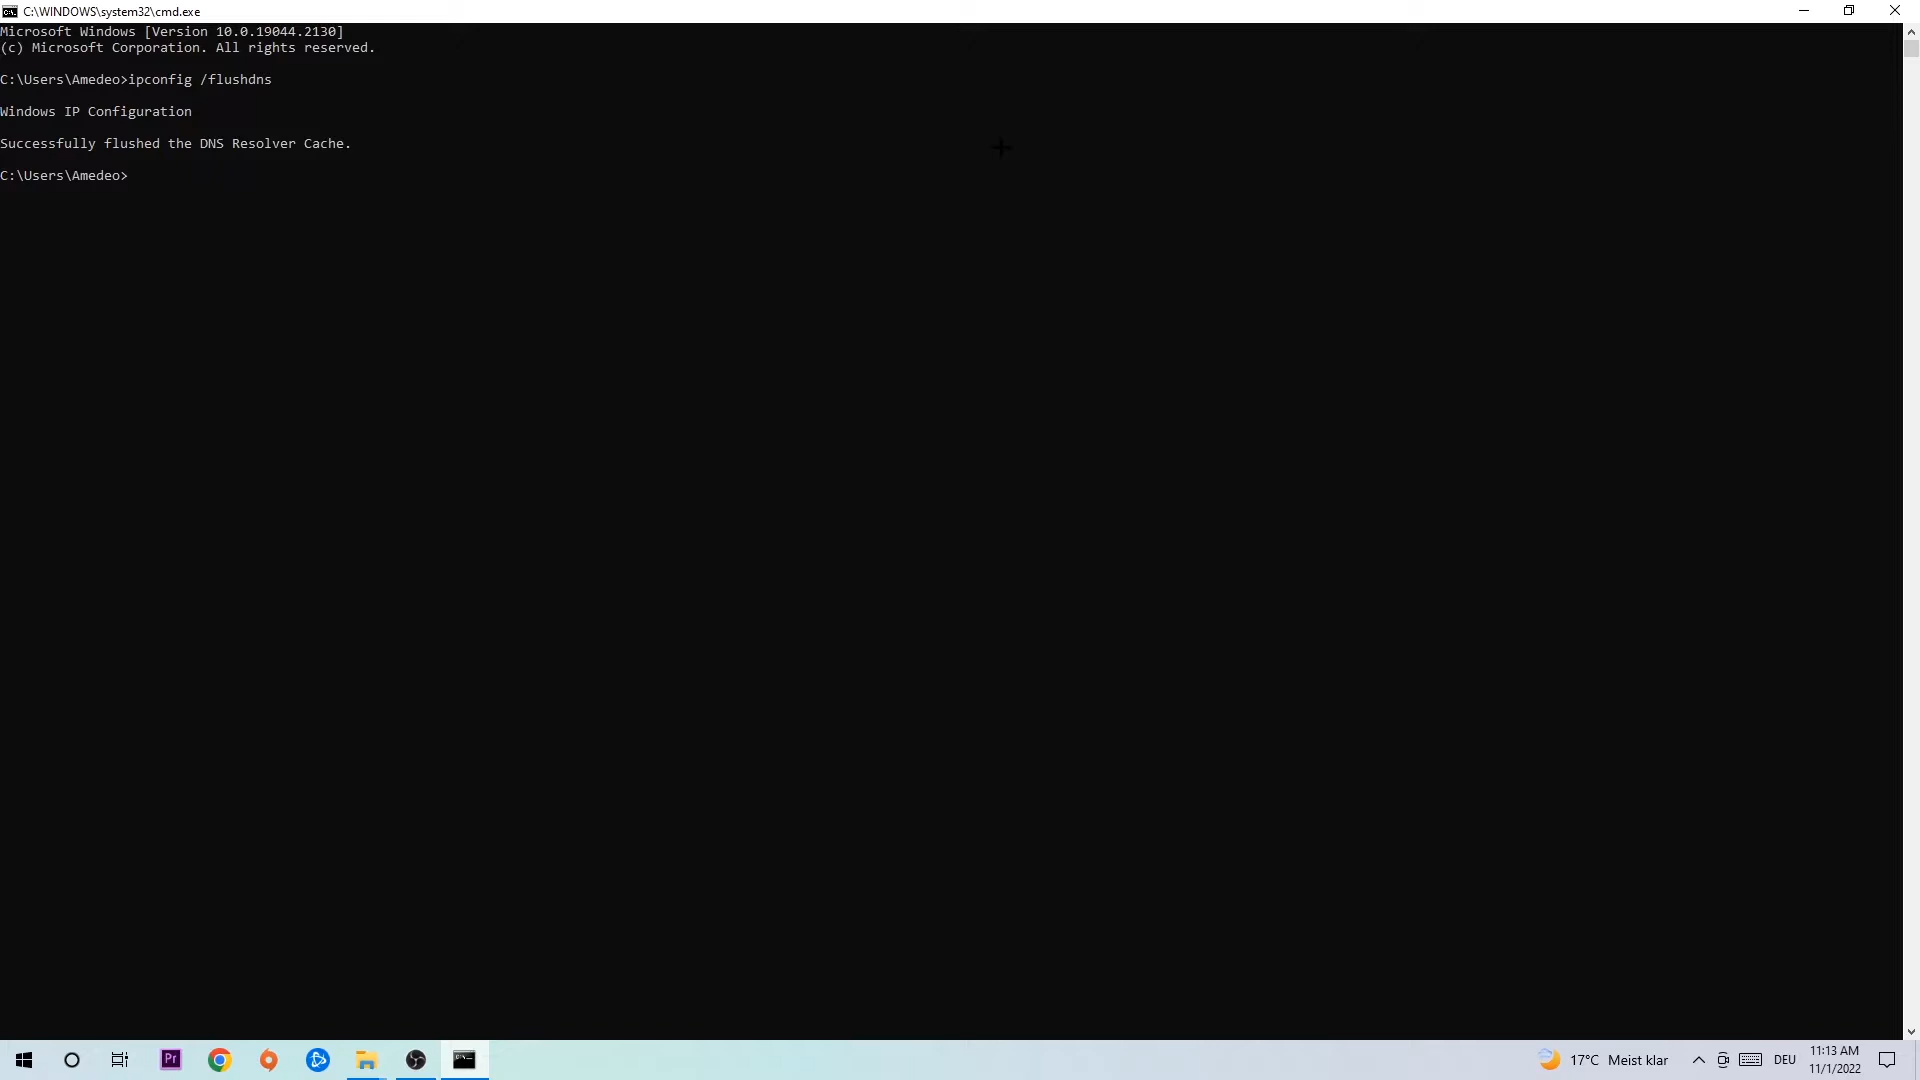 C:\WINDOWS\system32\cmd.exe
Microsoft Windows [Version 10.0.19044.2130]
(c) Microsoft Corporation. All rights reserved.
C:\Users\Amedeo>ipconfig /flushdns
Windows IP Configuration
Successfully flushed the DNS Resolver Cache.
C:\Users\Amedeo>
Pr
17°C Meist klar
DEU
11:13 AM
11/1/2022